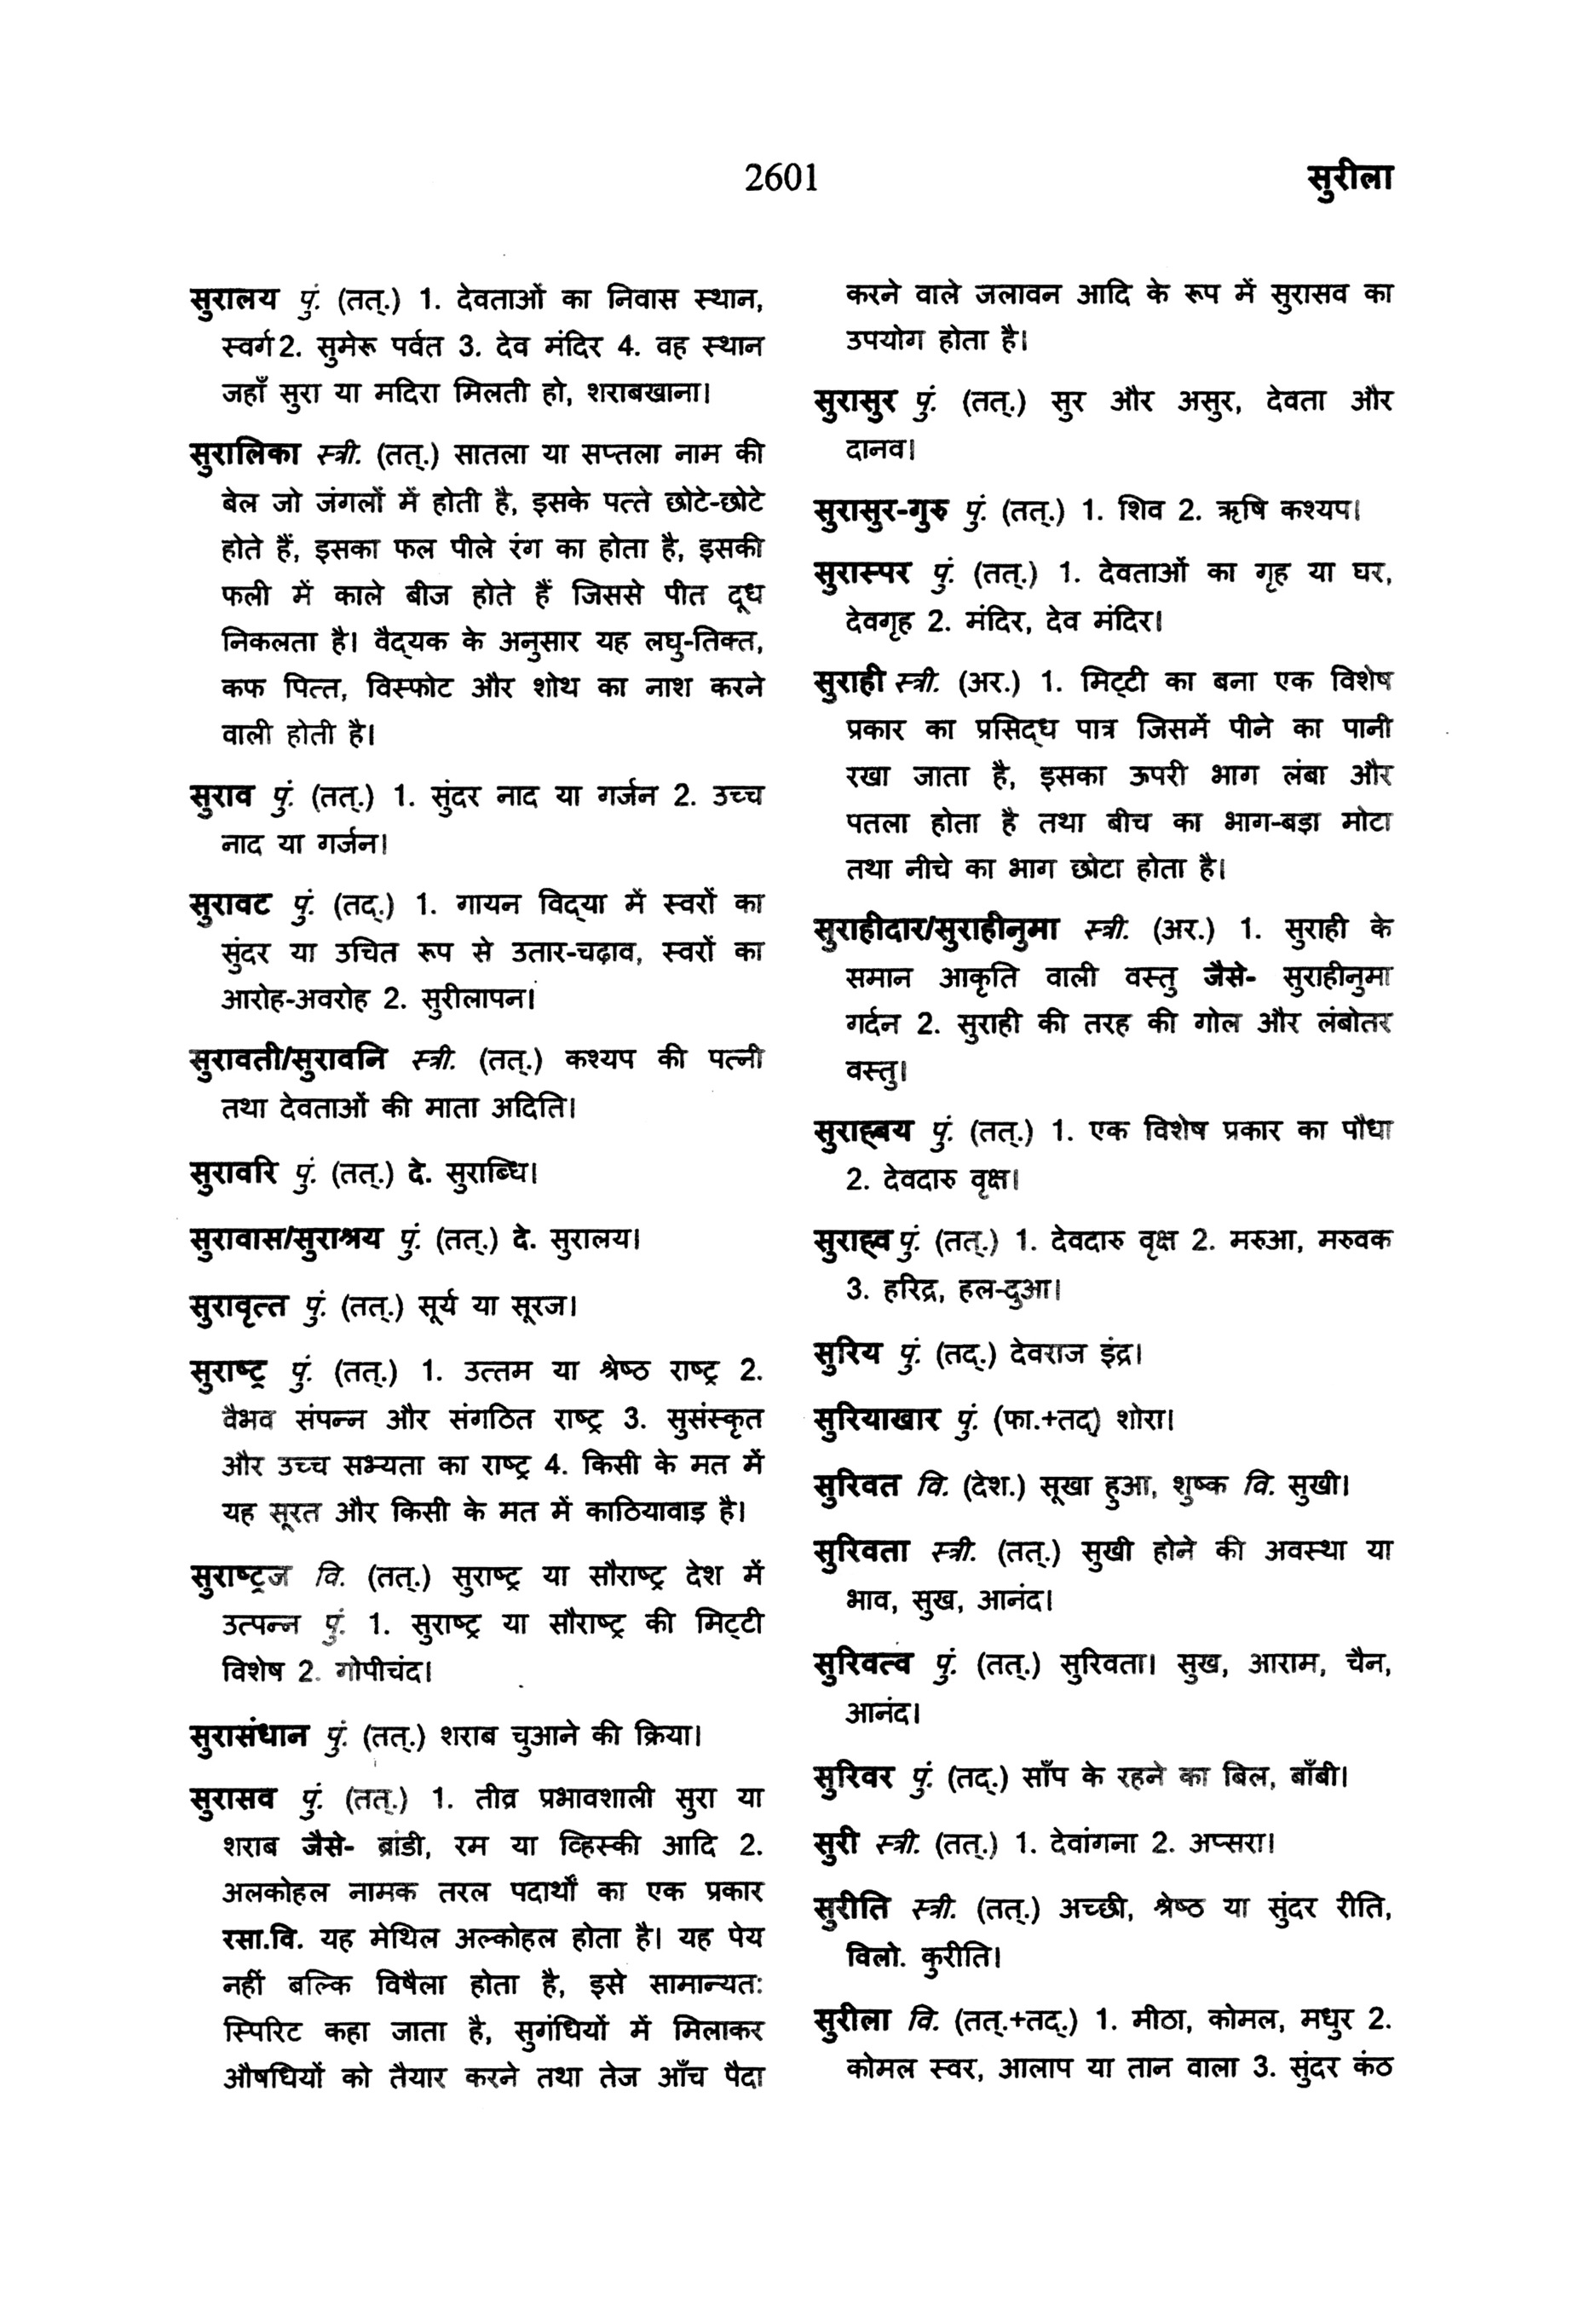 2601
सुरीला
सुरालय पुं. (तत्.) 1. देवताओं का निवास स्थान,
स्वर्ग 2. सुमेरू पर्वत 3. देव मंदिर 4. वह स्थान
जहाँ सुरा या मदिरा मिलती हो, शराबखाना।
सुरालिका स्त्री. (तत्.) सातला या सप्तला नाम की
बेल जो जंगलों में होती है, इसके पत्ते छोटे-छोटे
होते हैं, इसका फल पीले रंग का होता है, इसकी
फली में काले बीज होते हैं जिससे पीत दूध
निकलता है। वैद्यक के अनुसार यह लघु-तिक्त,
कफ पित्त, विस्फोट और शोथ का नाश करने
वाली होती है।
सुराव पुं. (तत्.) 1. सुंदर नाद या गर्जन 2. उच्च
नाद या गर्जन।
सुरावट पुं. (तद्.) 1. गायन विद्या में स्वरों का
सुंदर या उचित रूप से उतार-चढ़ाव, स्वरों का
आरोह-अवरोह 2. सुरीलापन।
सुरावती/सुरावनि स्त्री. (तत्.) कश्यप की पत्नी
तथा देवताओं की माता अदिति।
सुरावरि पुं. (तत्.) दे. सुराब्धि।
सुरावास/सुराश्रय पुं. (तत्.) दे. सुरालय।
सुरावृत्त पुं. (तत्.) सूर्य या सूरज।
सुराष्ट्र पुं. (तत्.) 1. उत्तम या श्रेष्ठ राष्ट्र 2.
वैभव संपन्न और संगठित राष्ट्र 3. सुसंस्कृत
और उच्च सभ्यता का राष्ट्र 4. किसी के मत में
यह सूरत और किसी के मत में काठियावाड़ है।
सुराष्ट्रज वि. (तत्.) सुराष्ट्र या सौराष्ट्र देश में
उत्पन्न पुं. 1. सुराष्ट्र या सौराष्ट्र की मिट्टी
विशेष 2. गोपीचंद।
सुरासंधान पुं. (तत्.) शराब चुआने की क्रिया।
सुरासव पुं. (तत्.) 1. तीव्र प्रभावशाली सुरा या
शराब जैसे- ब्रांडी, रम या व्हिस्की आदि 2.
अलकोहल नामक तरल पदार्थों का एक प्रकार
रसा.वि. यह मेथिल अल्कोहल होता है। यह पेय
नहीं बल्कि विषैला होता है, इसे सामान्यतः
स्पिरिट कहा जाता है, सुगंधियों में मिलाकर
औषधियों को तैयार करने तथा तेज आँच पैदा
करने वाले जलावन आदि के रूप में सुरासव का
उपयोग होता है।
सुरासुर पुं. (तत्.) सुर और असुर, देवता और
दानव।
सुरासुर-गुरु पुं. (तत्.) 1. शिव 2. ऋषि कश्यप।
सुरास्पर पुं. (तत्.) 1. देवताओं का गृह या घर,
देवगृह 2. मंदिर, देव मंदिर।
सुराही स्त्री. (अर.) 1. मिट्टी का बना एक विशेष
प्रकार का प्रसिद्ध पात्र जिसमें पीने का पानी
रखा जाता है, इसका ऊपरी भाग लंबा और
पतला होता है तथा बीच का भाग-बड़ा मोटा
तथा नीचे का भाग छोटा होता है।
सुराहीदार/सुराहीनुमा स्त्री. (अर.) 1. सुराही के
समान आकृति वाली वस्तु जैसे- सुराहीनुमा
गर्दन 2. सुराही की तरह की गोल और लंबोतर
वस्तु।
सुराह्वय पुं. (तत्.) 1. एक विशेष प्रकार का पौधा
2. देवदारु वृक्ष।
सुराह्व पुं. (तत्.) 1. देवदारु वृक्ष 2. मरुआ, मरुवक
3. हरिद्र, हल-दुआ।
सुरिय पुं. (तद्.) देवराज इंद्र।
सुरियाखार पुं. (फा.+तद्) शोरा।
सुरिवत वि. (देश.) सूखा हुआ, शुष्क वि. सुखी।
सुरिवता स्त्री. (तत्.) सुखी होने की अवस्था या
भाव, सुख, आनंद।
सुरिवत्व पुं. (तत्.) सुरिवता। सुख, आराम, चैन,
आनंद।
सुरिवर पुं. (तद्.) साँप के रहने का बिल, बाँबी।
सुरी स्त्री. (तत्.) 1. देवांगना 2. अप्सरा।
सुरीति स्त्री. (तत्.) अच्छी, श्रेष्ठ या सुंदर रीति,
विलो. कुरीति।
सुरीला वि. (तत्.+तद्.) 1. मीठा, कोमल, मधुर 2.
कोमल स्वर, आलाप या तान वाला 3. सुंदर कंठ